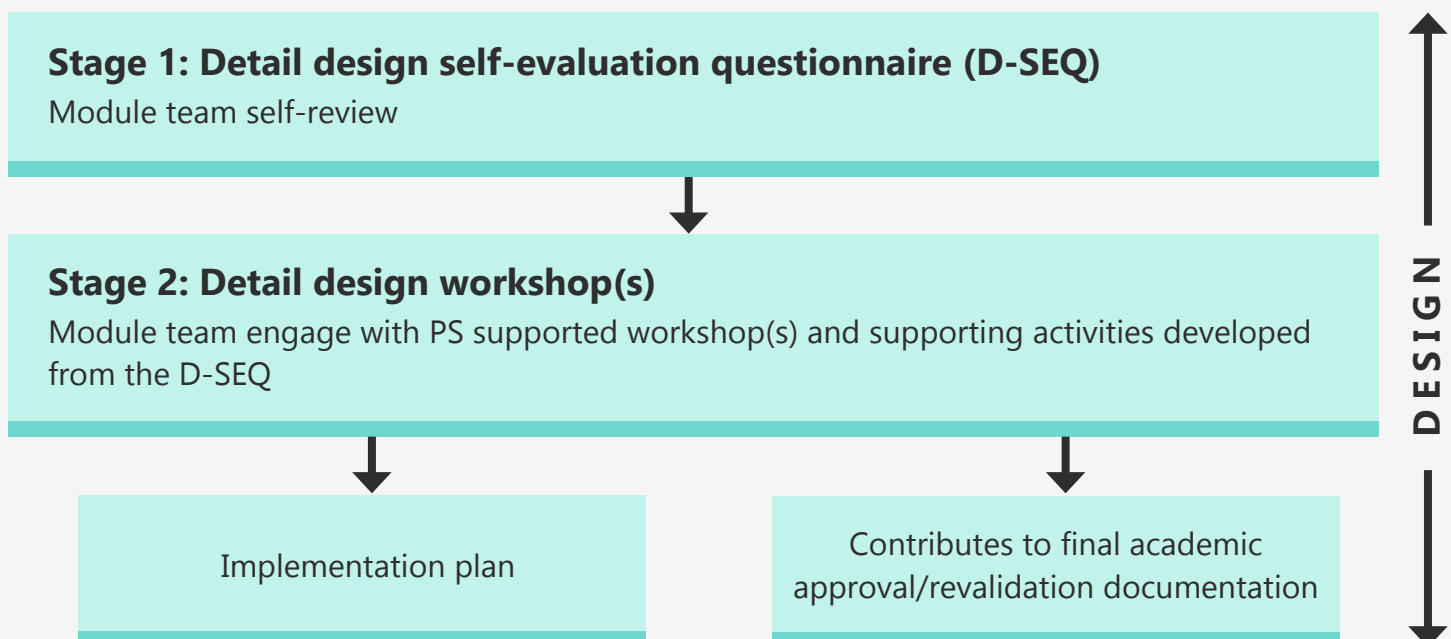 Stage 1: Detail design self-evaluation questionnaire (D-SEQ)
Module team self-review
Stage 2: Detail design workshop(s)
Module team engage with PS supported workshop(s) and supporting activities developed
from the D-SEQ
Implementation plan
Contributes to final academic
approval/revalidation documentation
DESIGN